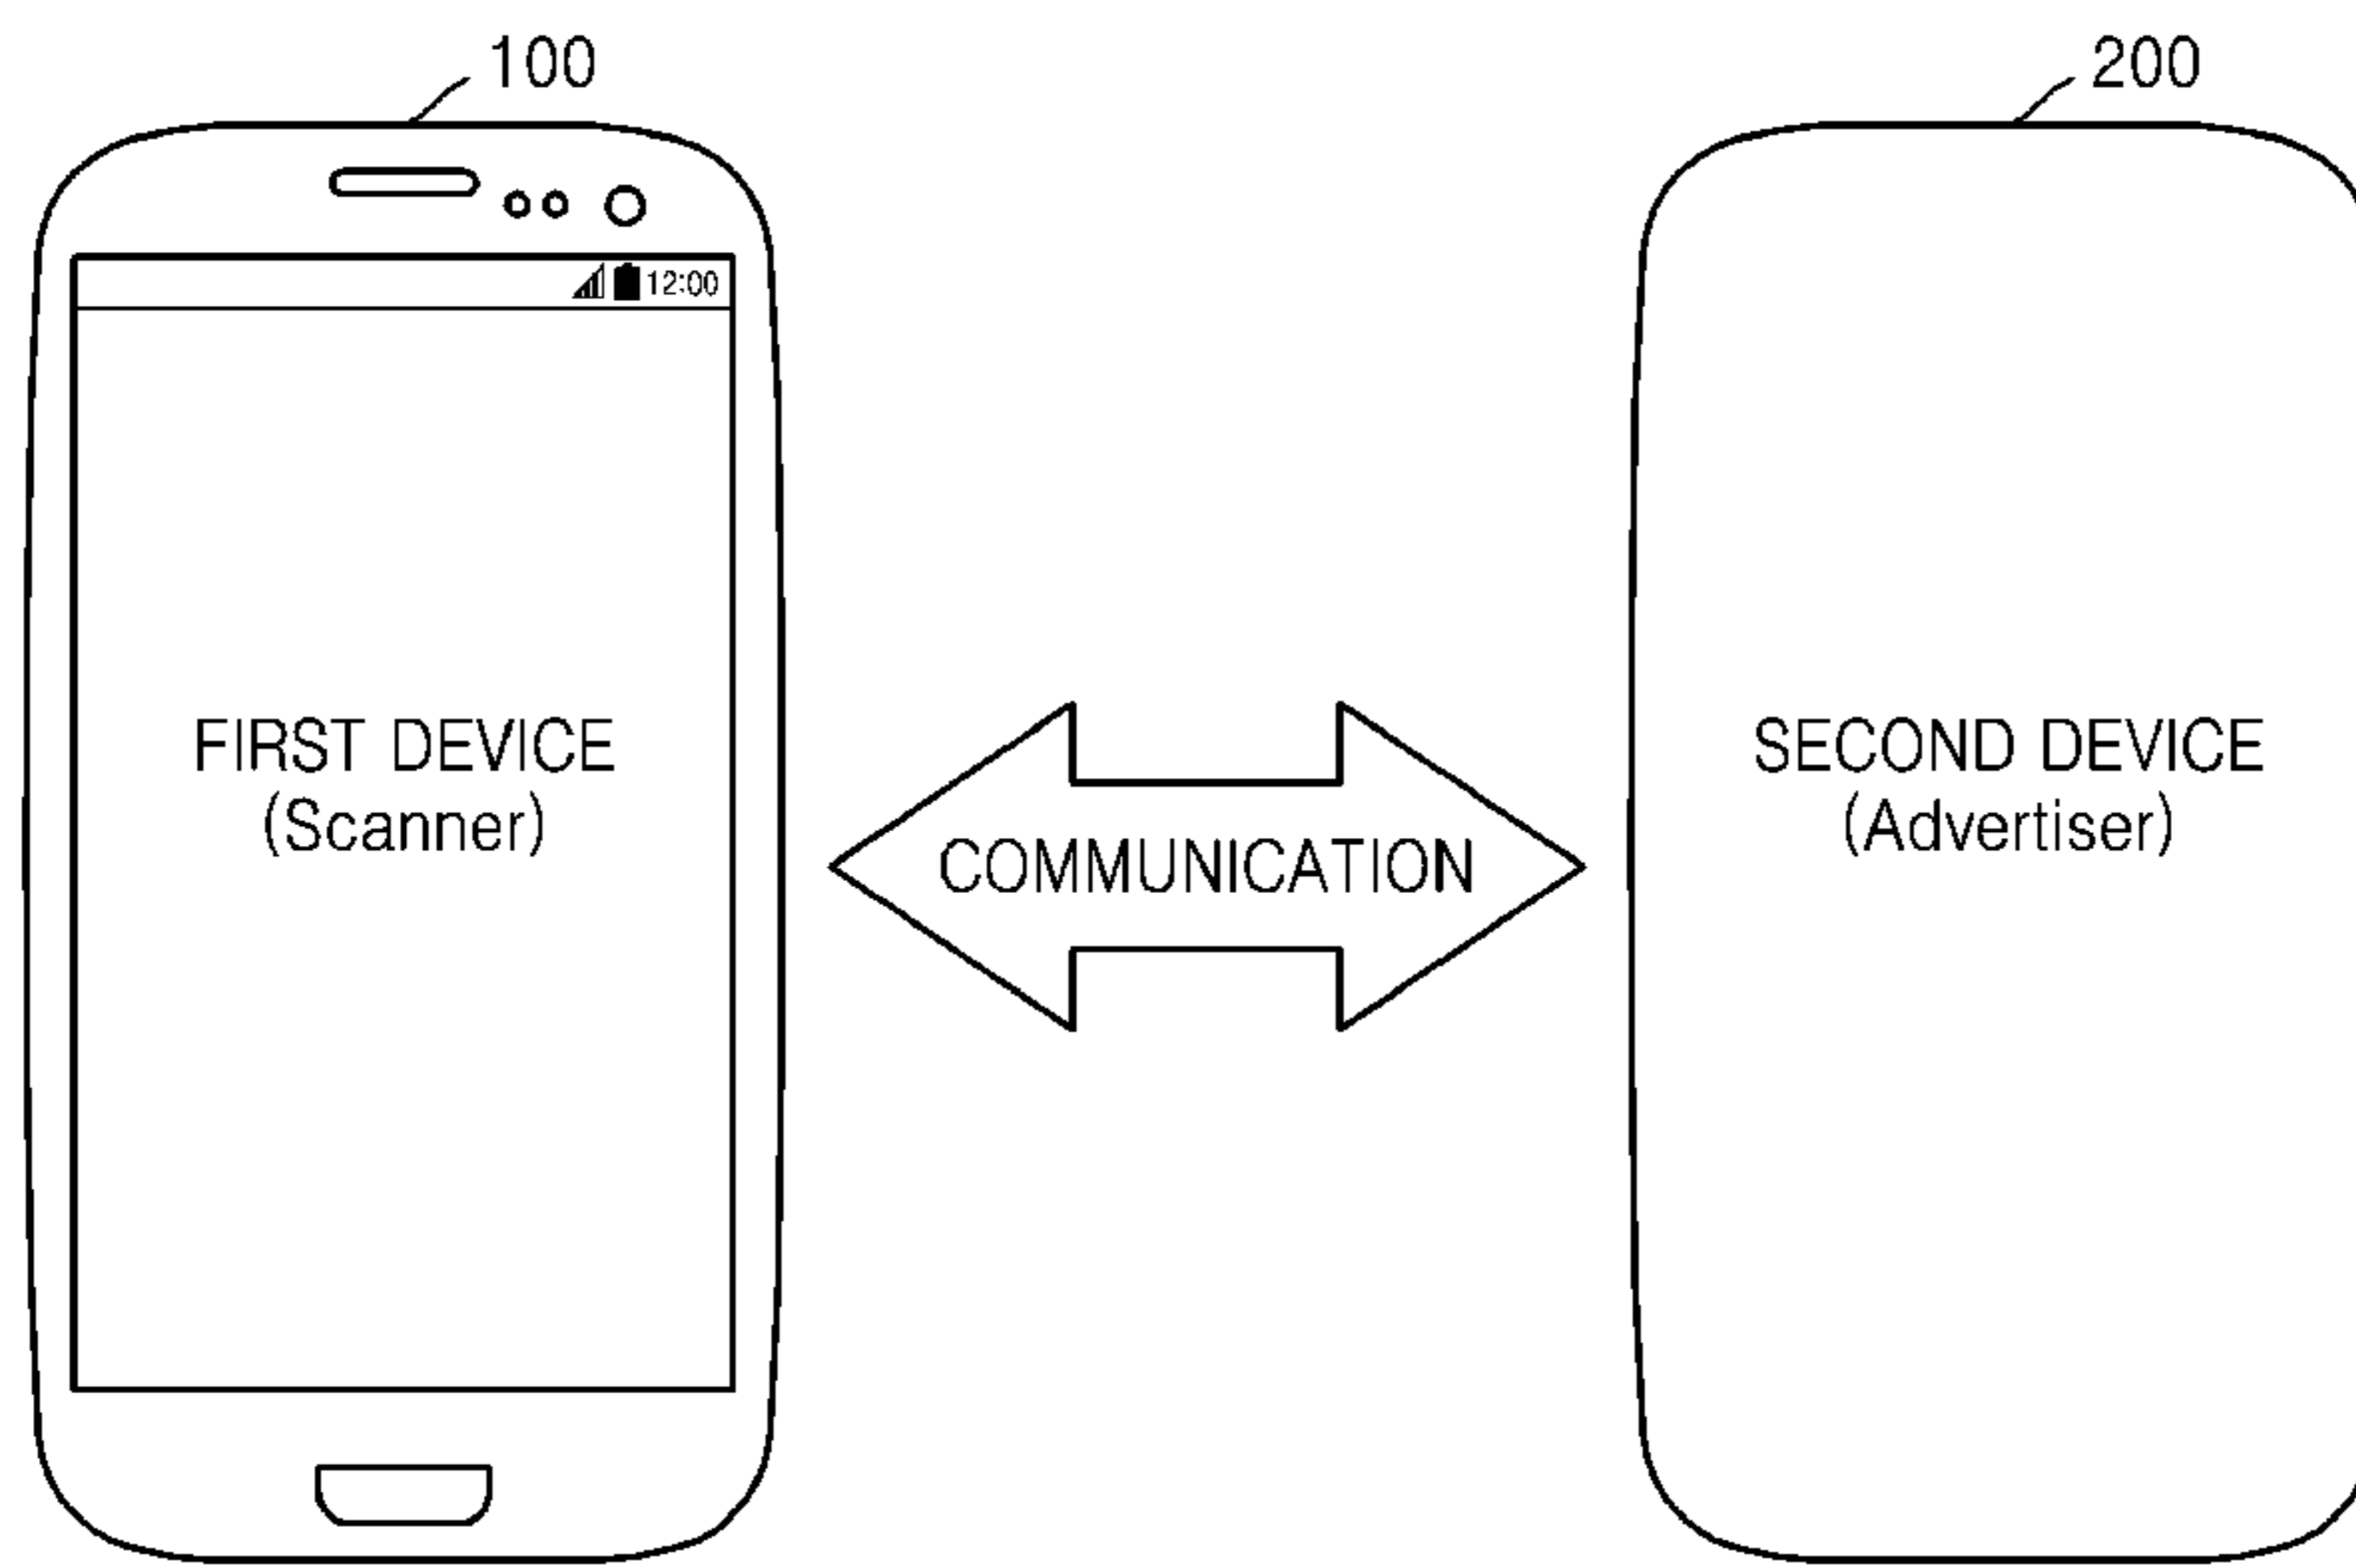 100
200
12:00
FIRST DEVICE
(Scanner)
COMMUNICATION
SECOND DEVICE
(Advertiser)